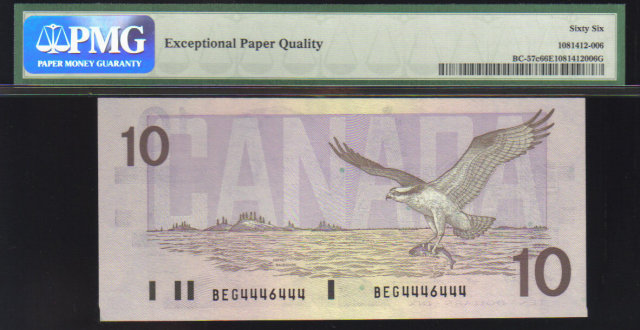 PMG
PAPER MONEY GUARANTY
Exceptional Paper Quality
Sixty Six
1081412-006
BC-57c66E1081412006G
10
CANADA
10
BEG4446444
BEG4446444